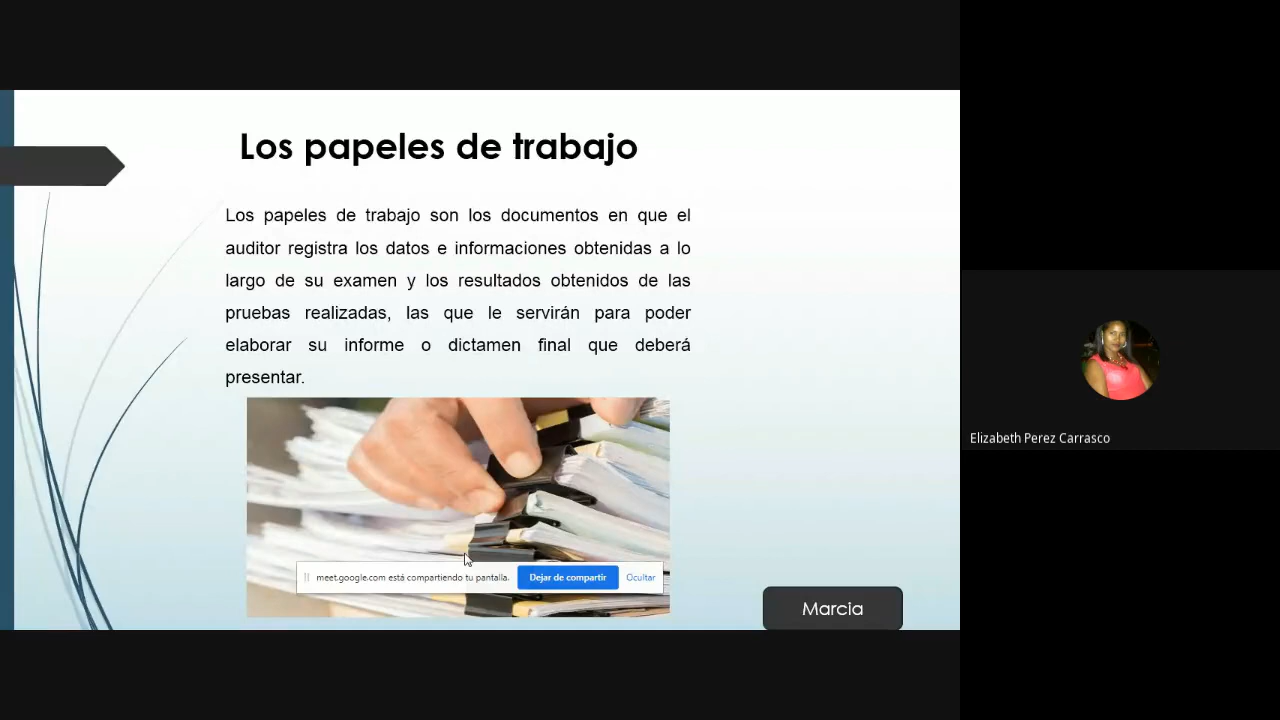 Los papeles de trabajo
Los papeles de trabajo son los documentos en que el
auditor registra los datos e informaciones obtenidas a lo
largo de su examen y los resultados obtenidos de las
pruebas realizadas, las que le servirán para poder
elaborar su informe o dictamen final que deberá
presentar.
meet.google.com está compartiendo tu pantalla.
Dejar de compartir
Ocultar
Marcia
Elizabeth Perez Carrasco